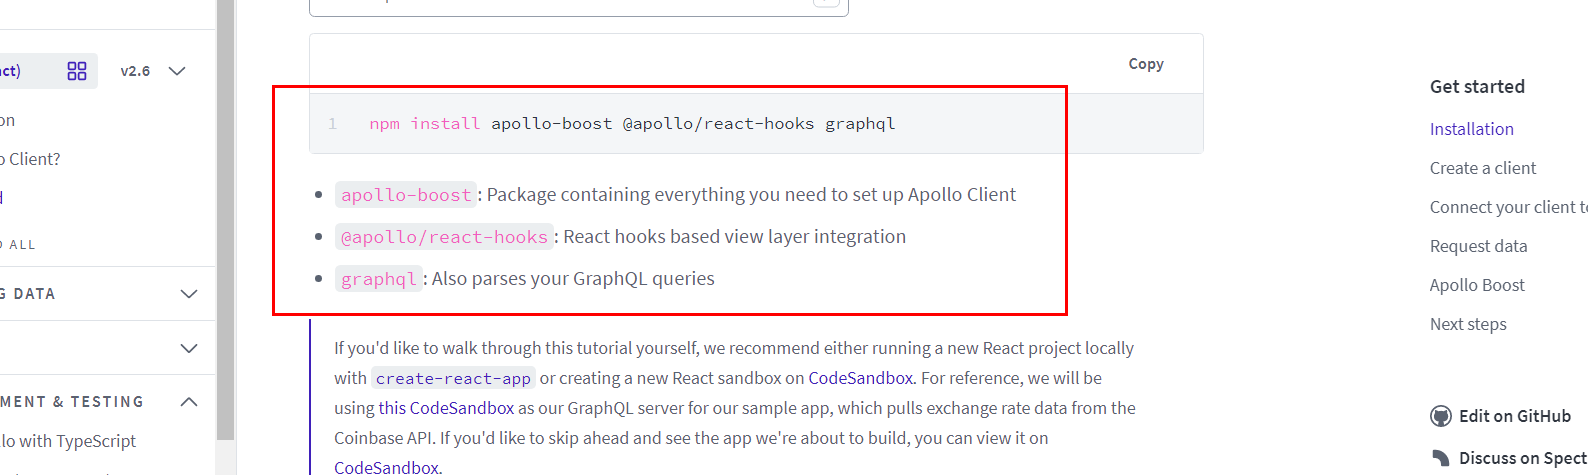 act)
v2.6
on
o Client?
d
D ALL
G DATA
MENT & TESTING
llo with TypeScript
Copy
1 npm install apollo-boost @apollo/react-hooks graphql
apollo-boost: Package containing everything you need to set up Apollo Client
@apollo/react-hooks: React hooks based view layer integration
graphql: Also parses your GraphQL queries
If you'd like to walk through this tutorial yourself, we recommend either running a new React project locally
with create-react-app or creating a new React sandbox on CodeSandbox. For reference, we will be
using this CodeSandbox as our GraphQL server for our sample app, which pulls exchange rate data from the
Coinbase API. If you'd like to skip ahead and see the app we're about to build, you can view it on
CodeSandbox.
Get started
Installation
Create a client
Connect your client t
Request data
Apollo Boost
Next steps
Edit on GitHub
Discuss on Spect